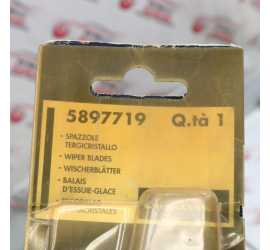 5897719 Q.tà 1
- SPAZZOLE
TERGICRISTALLO
- WIPER BLADES
- WISCHERBLÄTTER
- BALAIS
D'ESSUIE-GLACE